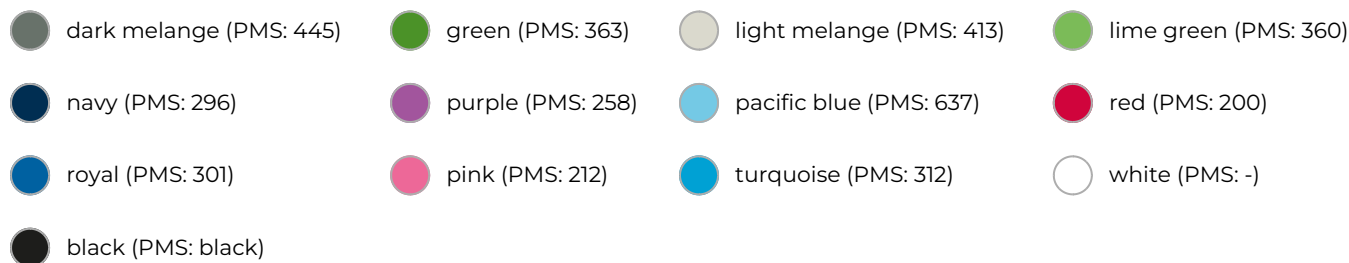 dark melange (PMS: 445)
green (PMS: 363)
light melange (PMS: 413)
lime green (PMS: 360)
navy (PMS: 296)
purple (PMS: 258)
pacific blue (PMS: 637)
red (PMS: 200)
royal (PMS: 301)
pink (PMS: 212)
turquoise (PMS: 312)
white (PMS: -)
black (PMS: black)